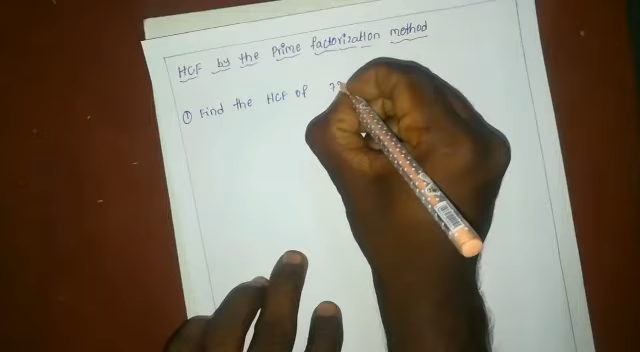 HCF by the Prime factorization method
① Find the HCF of